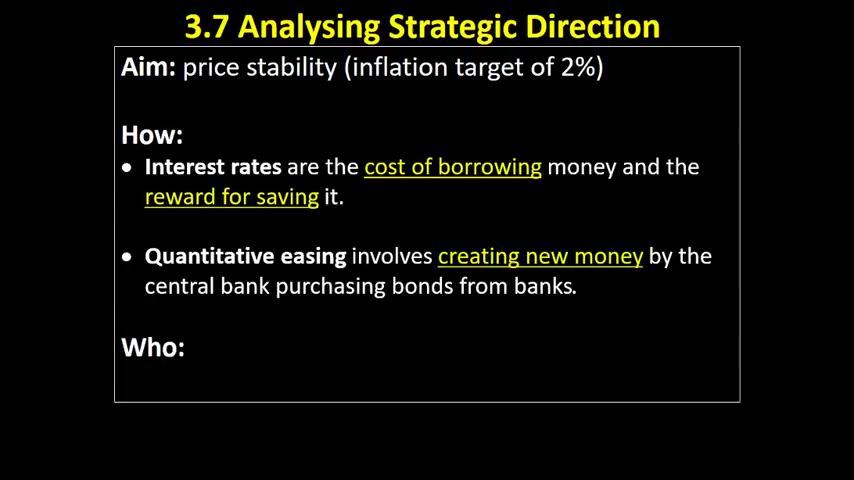 3.7 Analysing Strategic Direction
Aim: price stability (inflation target of 2%)
How:
• Interest rates are the cost of borrowing money and the
reward for saving it.
• Quantitative easing involves creating new money by the
central bank purchasing bonds from banks.
Who: